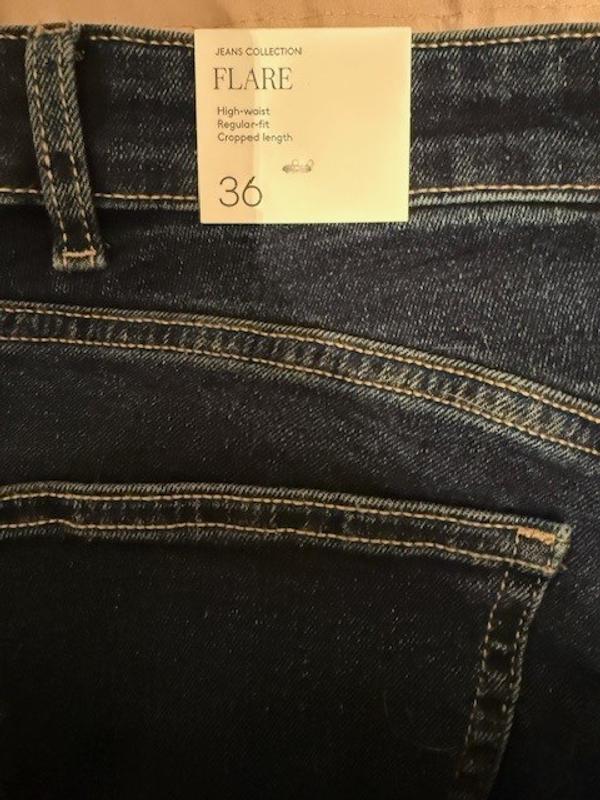 JEANS COLLECTION
FLARE
High-waist
Regular-fit
Cropped length
36